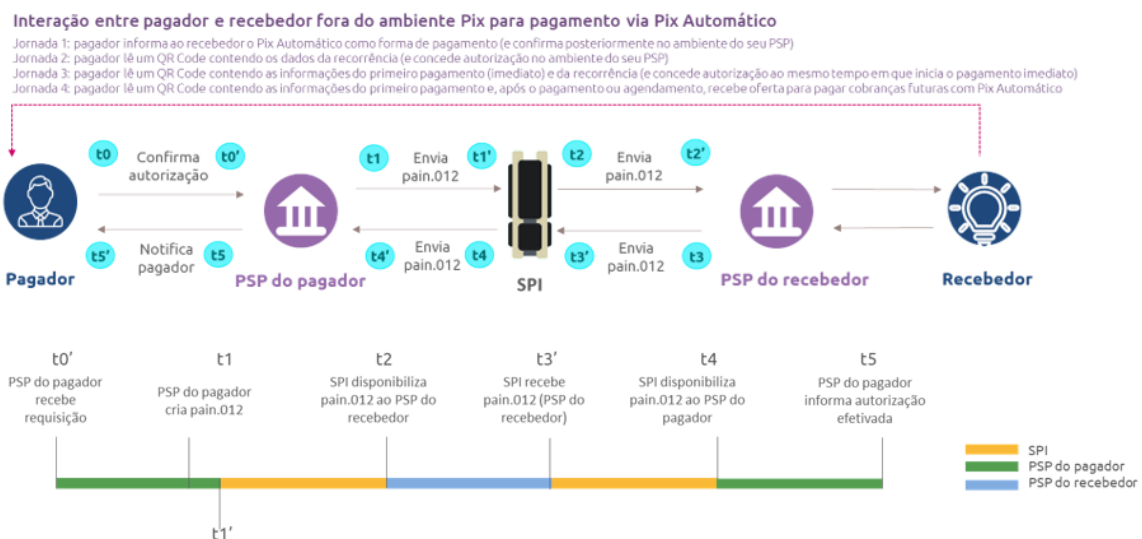 Interação entre pagador e recebedor fora do ambiente Pix para pagamento via Pix Automático
Jornada 1: pagador informa ao recebedor o Pix Automático como forma de pagamento (e confirma posteriormente no ambiente do seu PSP)
Jornada 2: pagador lê um QR Code contendo os dados da recorrência (e concede autorização no ambiente do seu PSP)
Jornada 3: pagador lê um QR Code contendo as informações do primeiro pagamento (imediato) e da recorrência (e concede autorização ao mesmo tempo em que inicia o pagamento imediato)
Jornada 4: pagador lê um QR Code contendo as informações do primeiro pagamento e, após o pagamento ou agendamento, recebe oferta para pagar cobranças futuras com Pix Automático
t0 Confirma autorização t0’
t1 Envia pain.012 t1’
t2 Envia pain.012 t2’
t5’ Notifica pagador t5
t4’ Envia pain.012 t4
t3’ Envia pain.012 t3
Pagador
PSP do pagador
SPI
PSP do recebedor
Recebedor
t0’
PSP do pagador
recebe
requisição
t1
PSP do pagador
cria pain.012
t2
SPI disponibiliza
pain.012 ao PSP do
recebedor
t3’
SPI recebe
pain.012 (PSP do
recebedor)
t4
SPI disponibiliza
pain.012 ao PSP do
pagador
t5
PSP do pagador
informa autorização
efetivada
SPI
PSP do pagador
PSP do recebedor
t1’